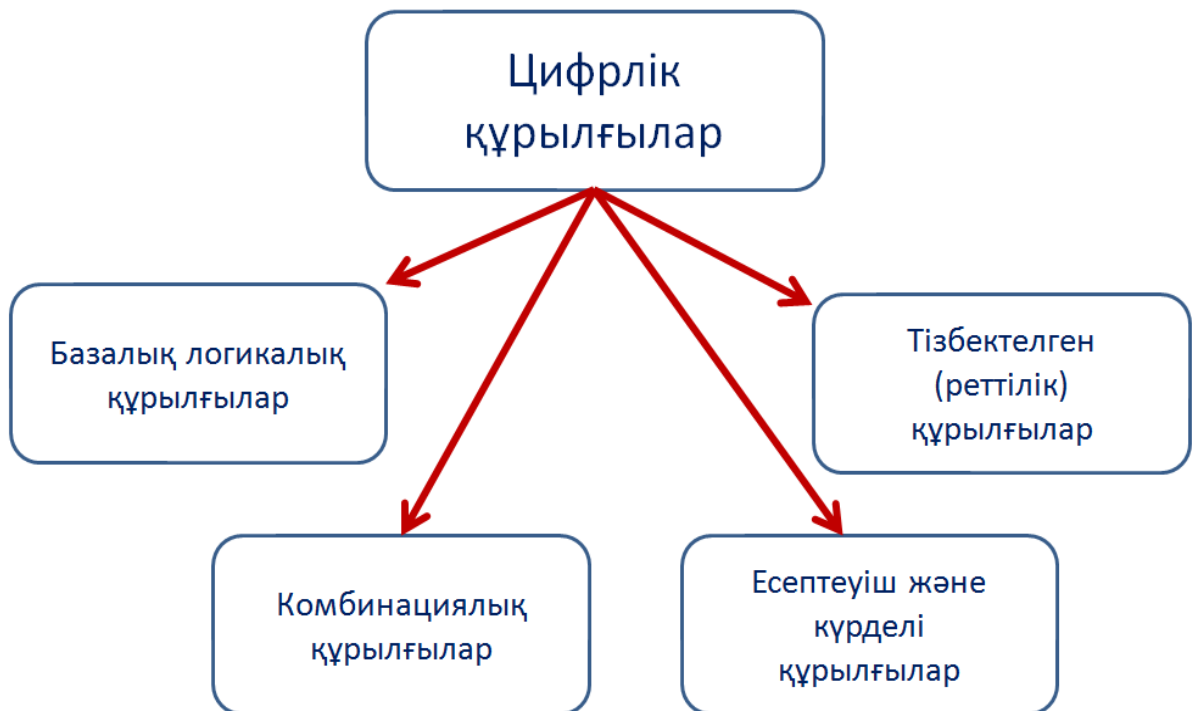 Цифрлік
құрылғылар
Базалық логикалық
құрылғылар
Тізбектелген
(реттілік)
құрылғылар
Комбинациялық
құрылғылар
Есептеуіш және
күрделі
құрылғылар